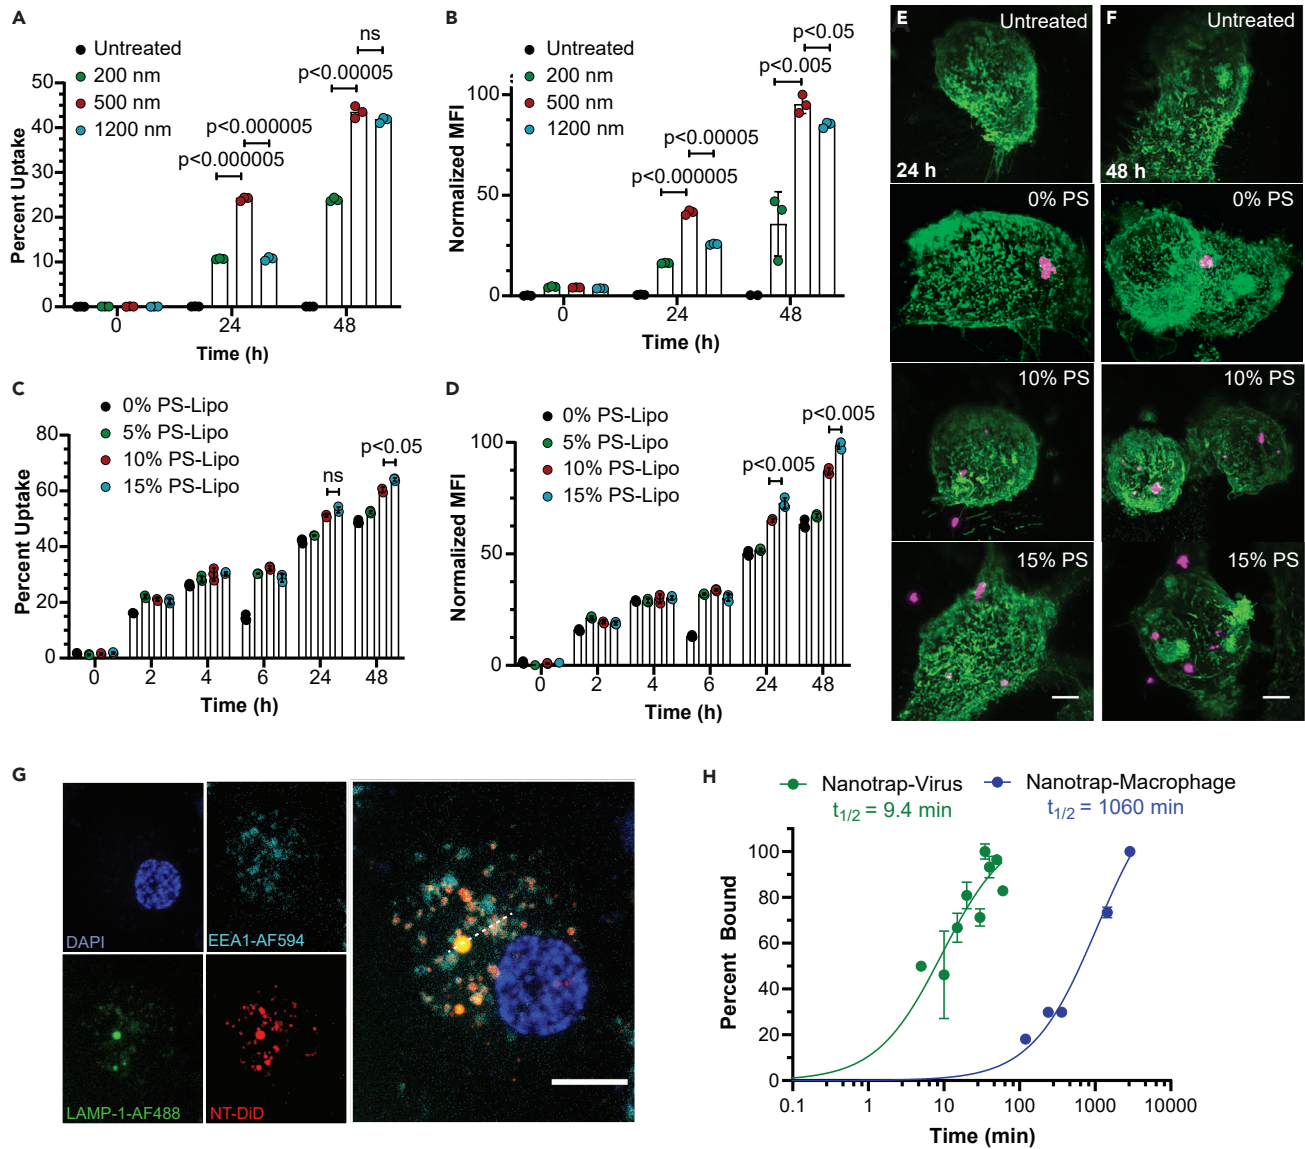 A
Untreated
200 nm
500 nm
1200 nm
ns
p<0.00005
p<0.000005
p<0.000005
Percent Uptake
50
40
30
20
10
0
0
24
48
Time (h)
B
Untreated
200 nm
500 nm
1200 nm
p<0.05
p<0.005
p<0.00005
p<0.000005
Normalized MFI
100
50
0
0
24
48
Time (h)
C
0% PS-Lipo
5% PS-Lipo
10% PS-Lipo
15% PS-Lipo
p<0.05
ns
Percent Uptake
80
60
40
20
0
0
2
4
6
24
48
Time (h)
D
0% PS-Lipo
5% PS-Lipo
10% PS-Lipo
15% PS-Lipo
p<0.005
p<0.005
Normalized MFI
100
50
0
0
2
4
6
24
48
Time (h)
E
Untreated
24 h
0% PS
10% PS
15% PS
F
Untreated
48 h
0% PS
10% PS
15% PS
G
DAPI
EEA1-AF594
LAMP-1-AF488
NT-DiD
H
Nanotrap-Virus
t1/2 = 9.4 min
Nanotrap-Macrophage
t1/2 = 1060 min
Percent Bound
100
80
60
40
20
0
0.1
1
10
100
1000
10000
Time (min)